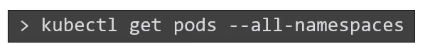 > kubectl get pods --all-namespaces